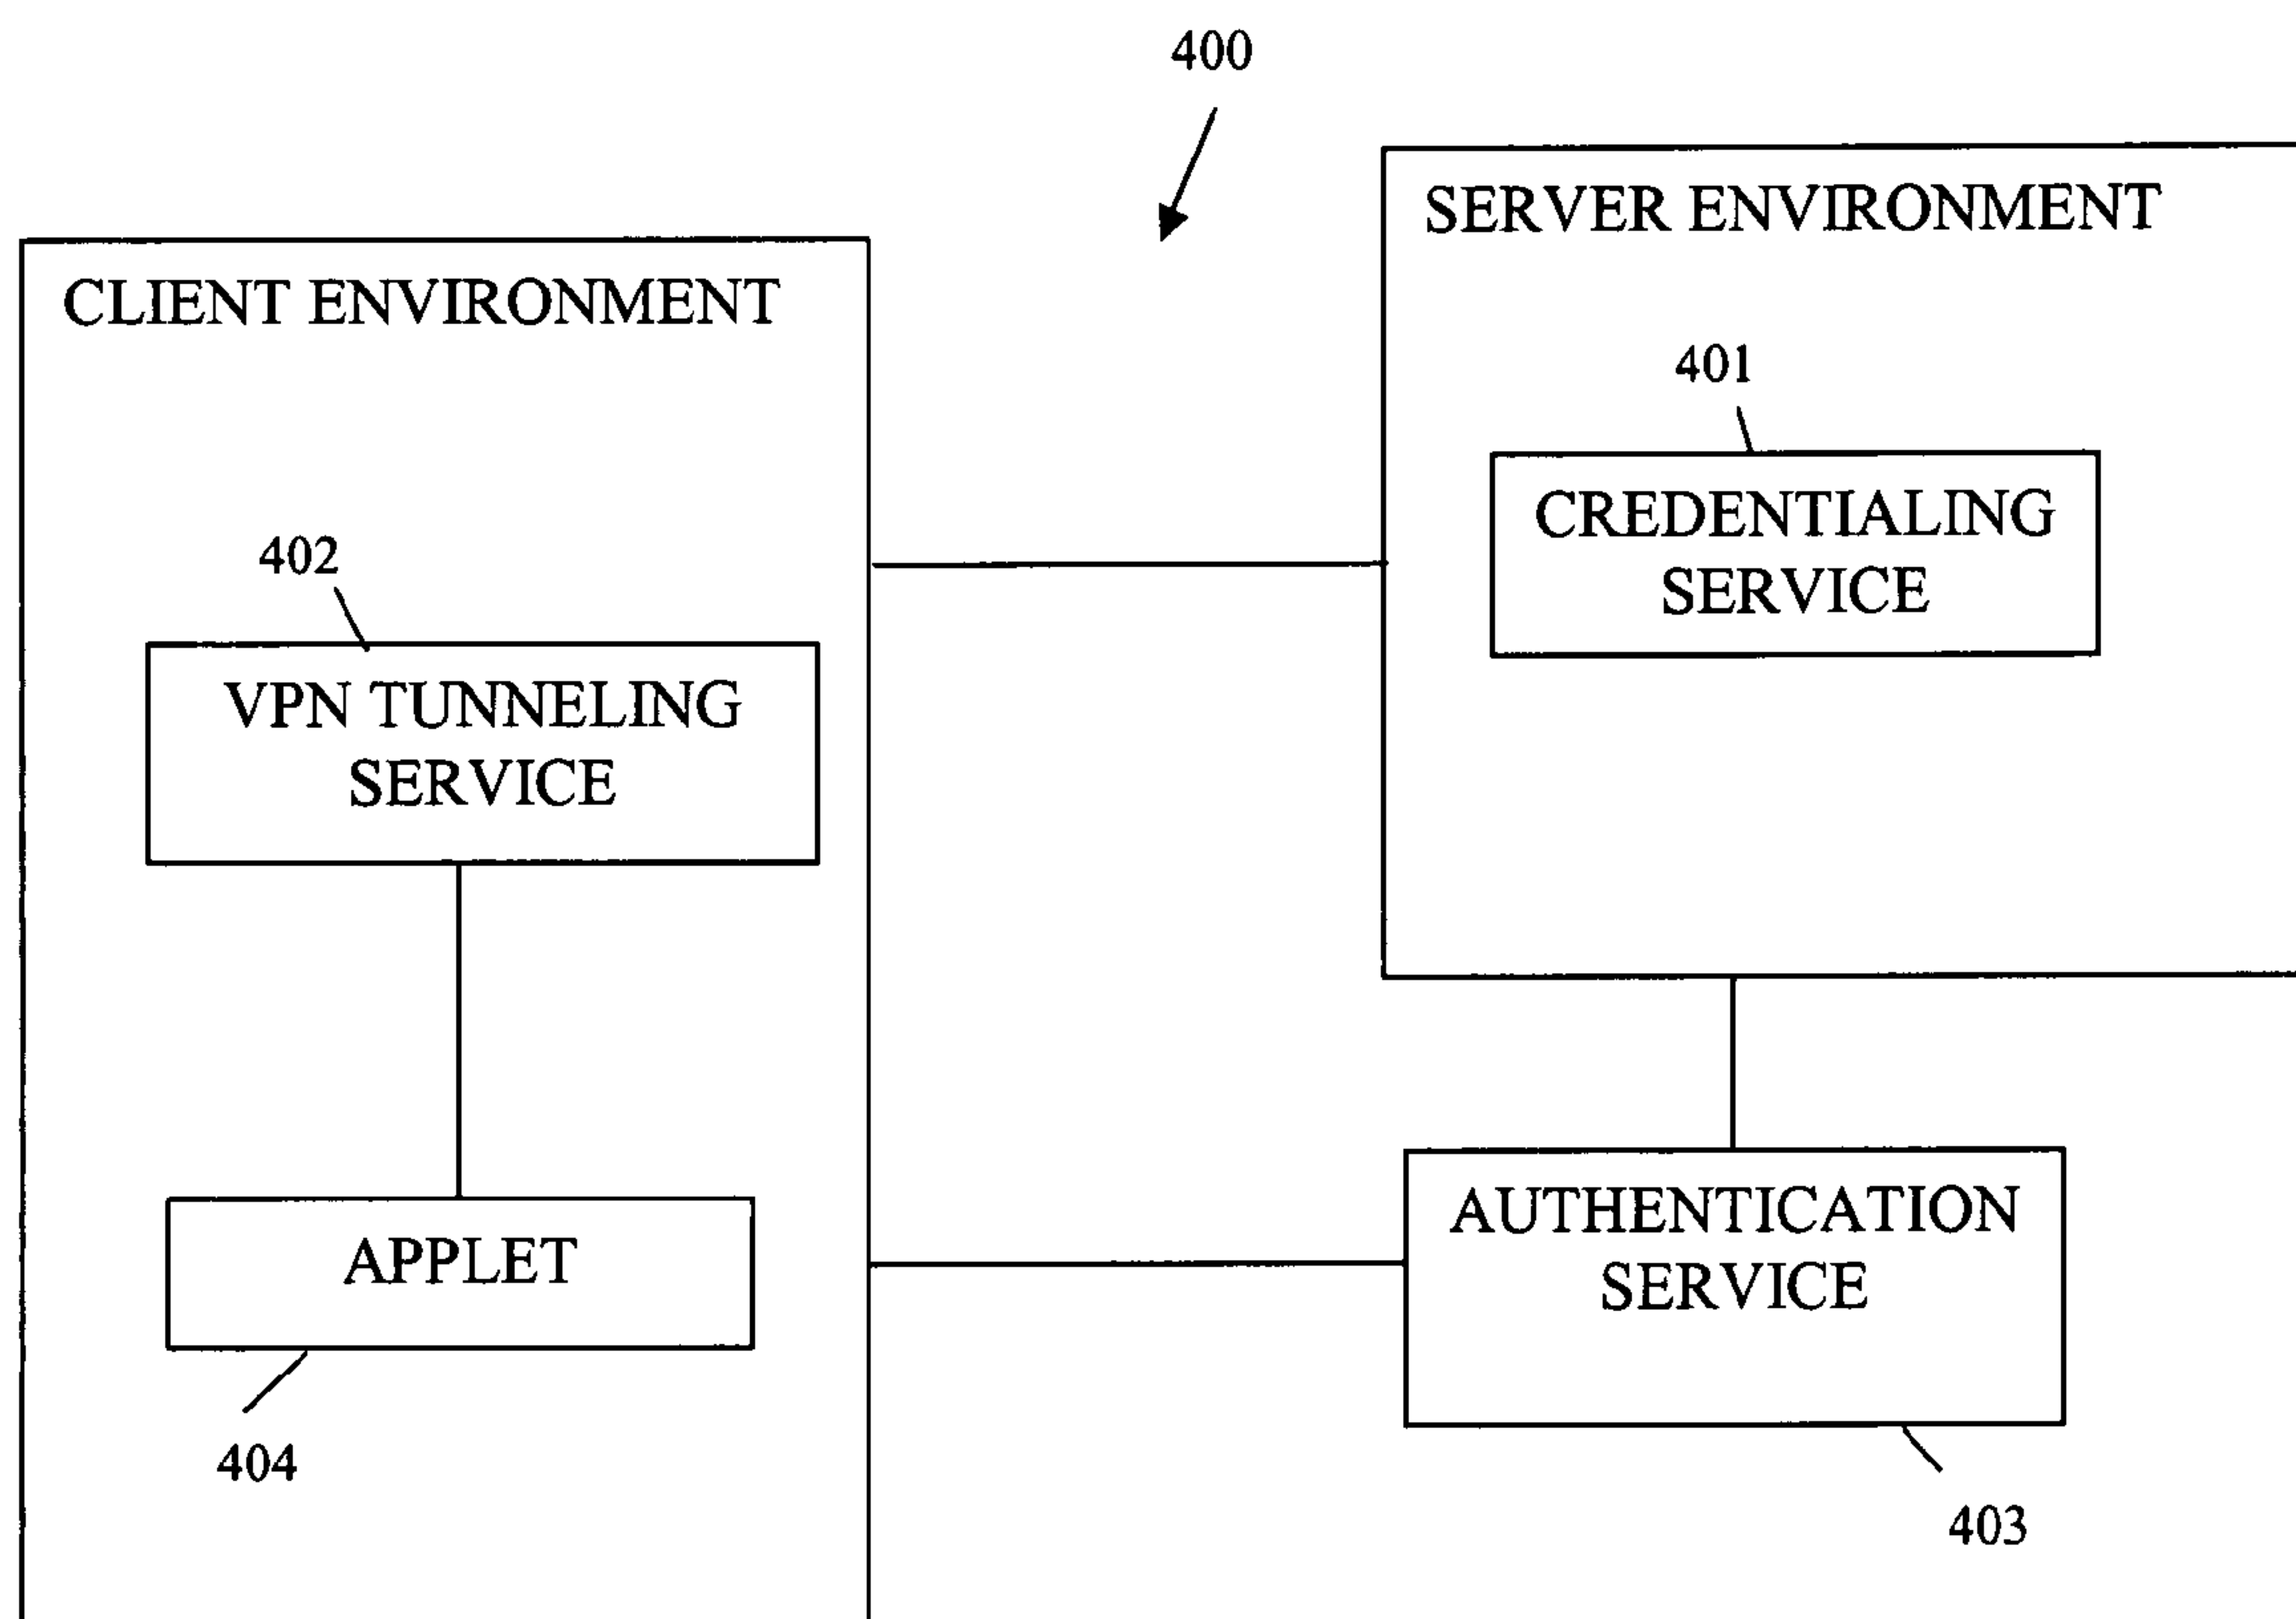 400
SERVER ENVIRONMENT
CLIENT ENVIRONMENT
401
CREDENTIALING
SERVICE
402
VPN TUNNELING
SERVICE
AUTHENTICATION
SERVICE
APPLET
404
403